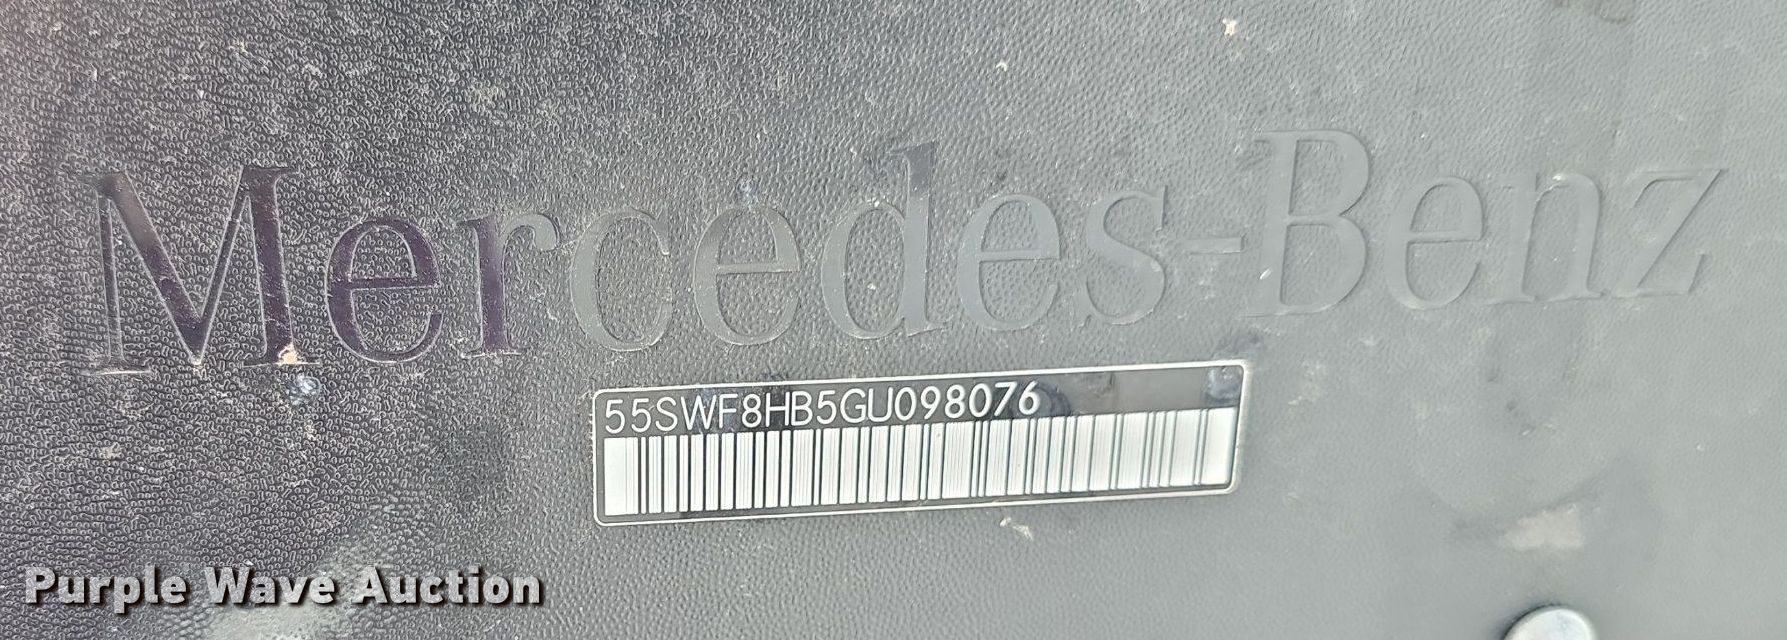 Mercedes-Benz
55SWF8HB5GU098076
Purple Wave Auction